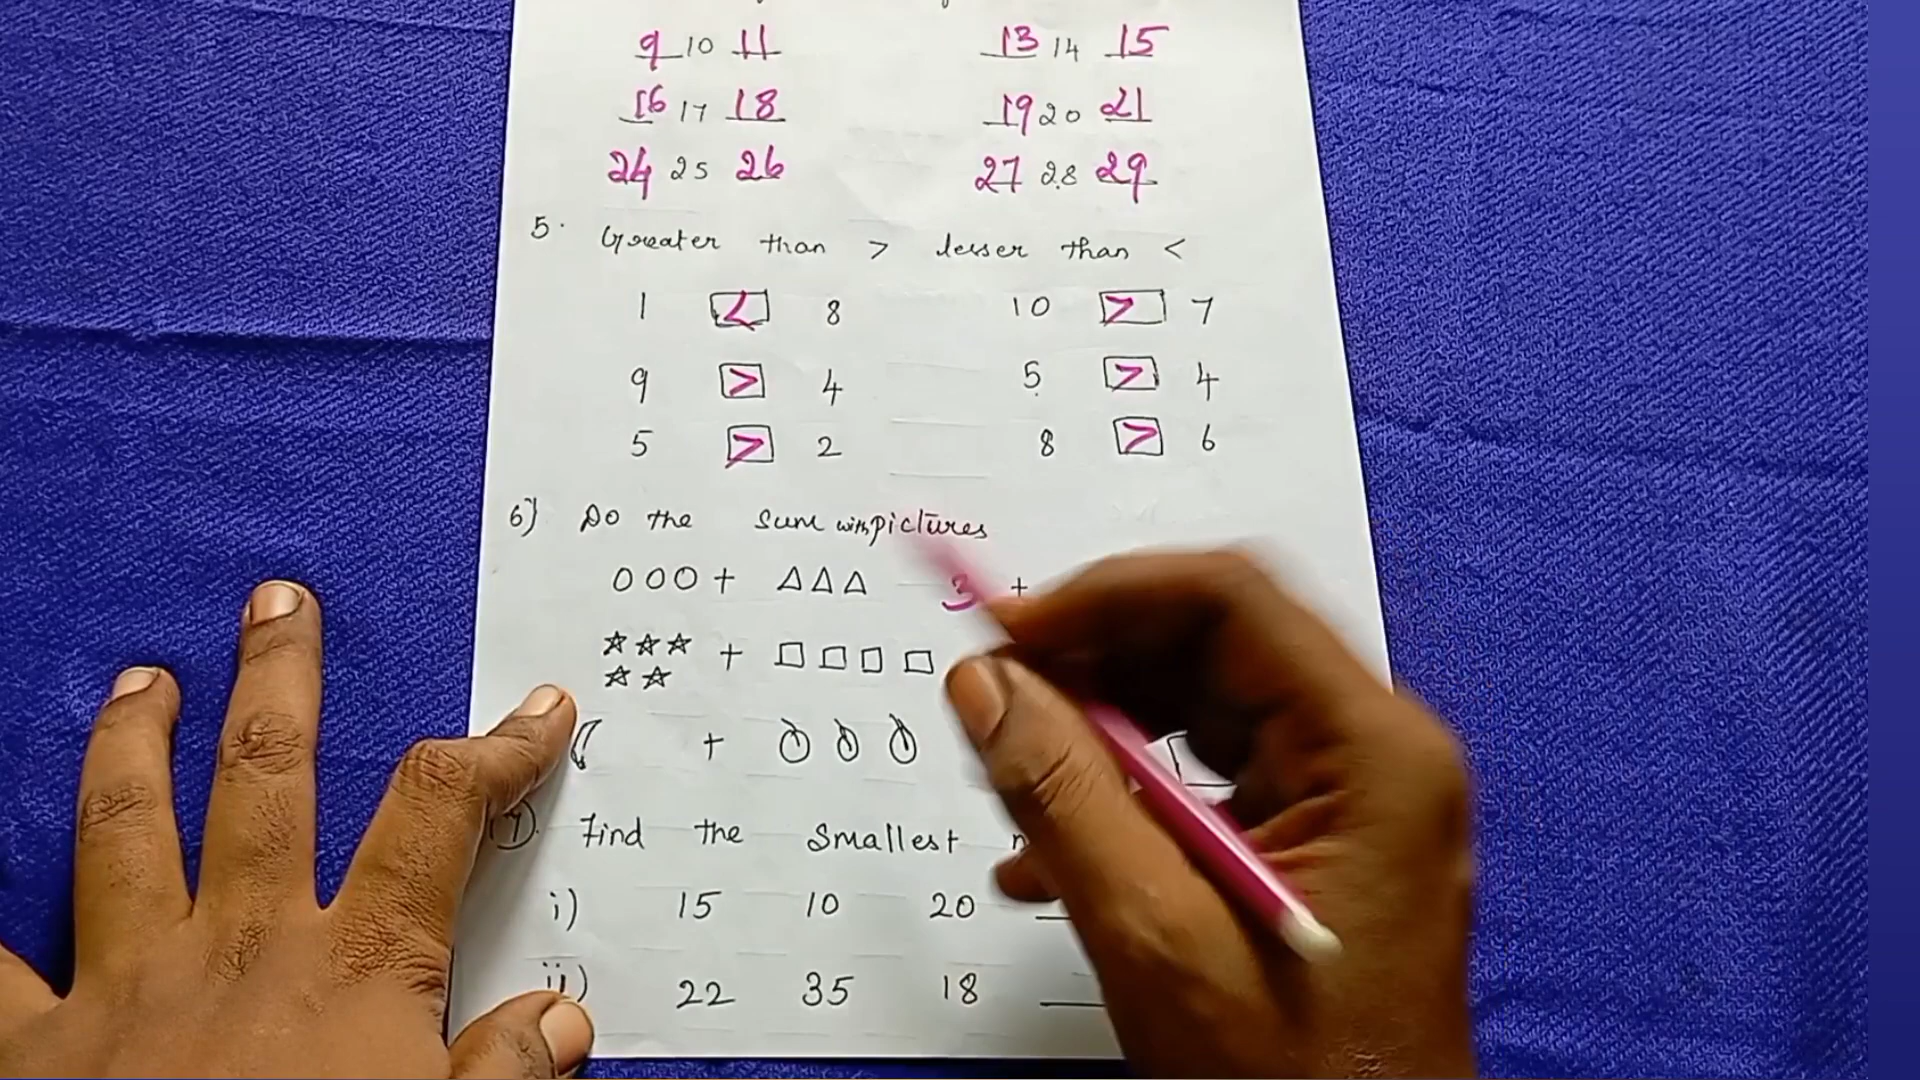 9 10 11 13 14 15
16 17 18 19 20 21
24 25 26 27 28 29
5. Greater than > lesser than <
1 < 8 10 > 7
9 > 4 5 > 4
5 > 2 8 > 6
6) Do the Sum with pictures
+ 3 +
+
+
(7). Find the Smallest
i) 15 10 20
ii) 22 35 18